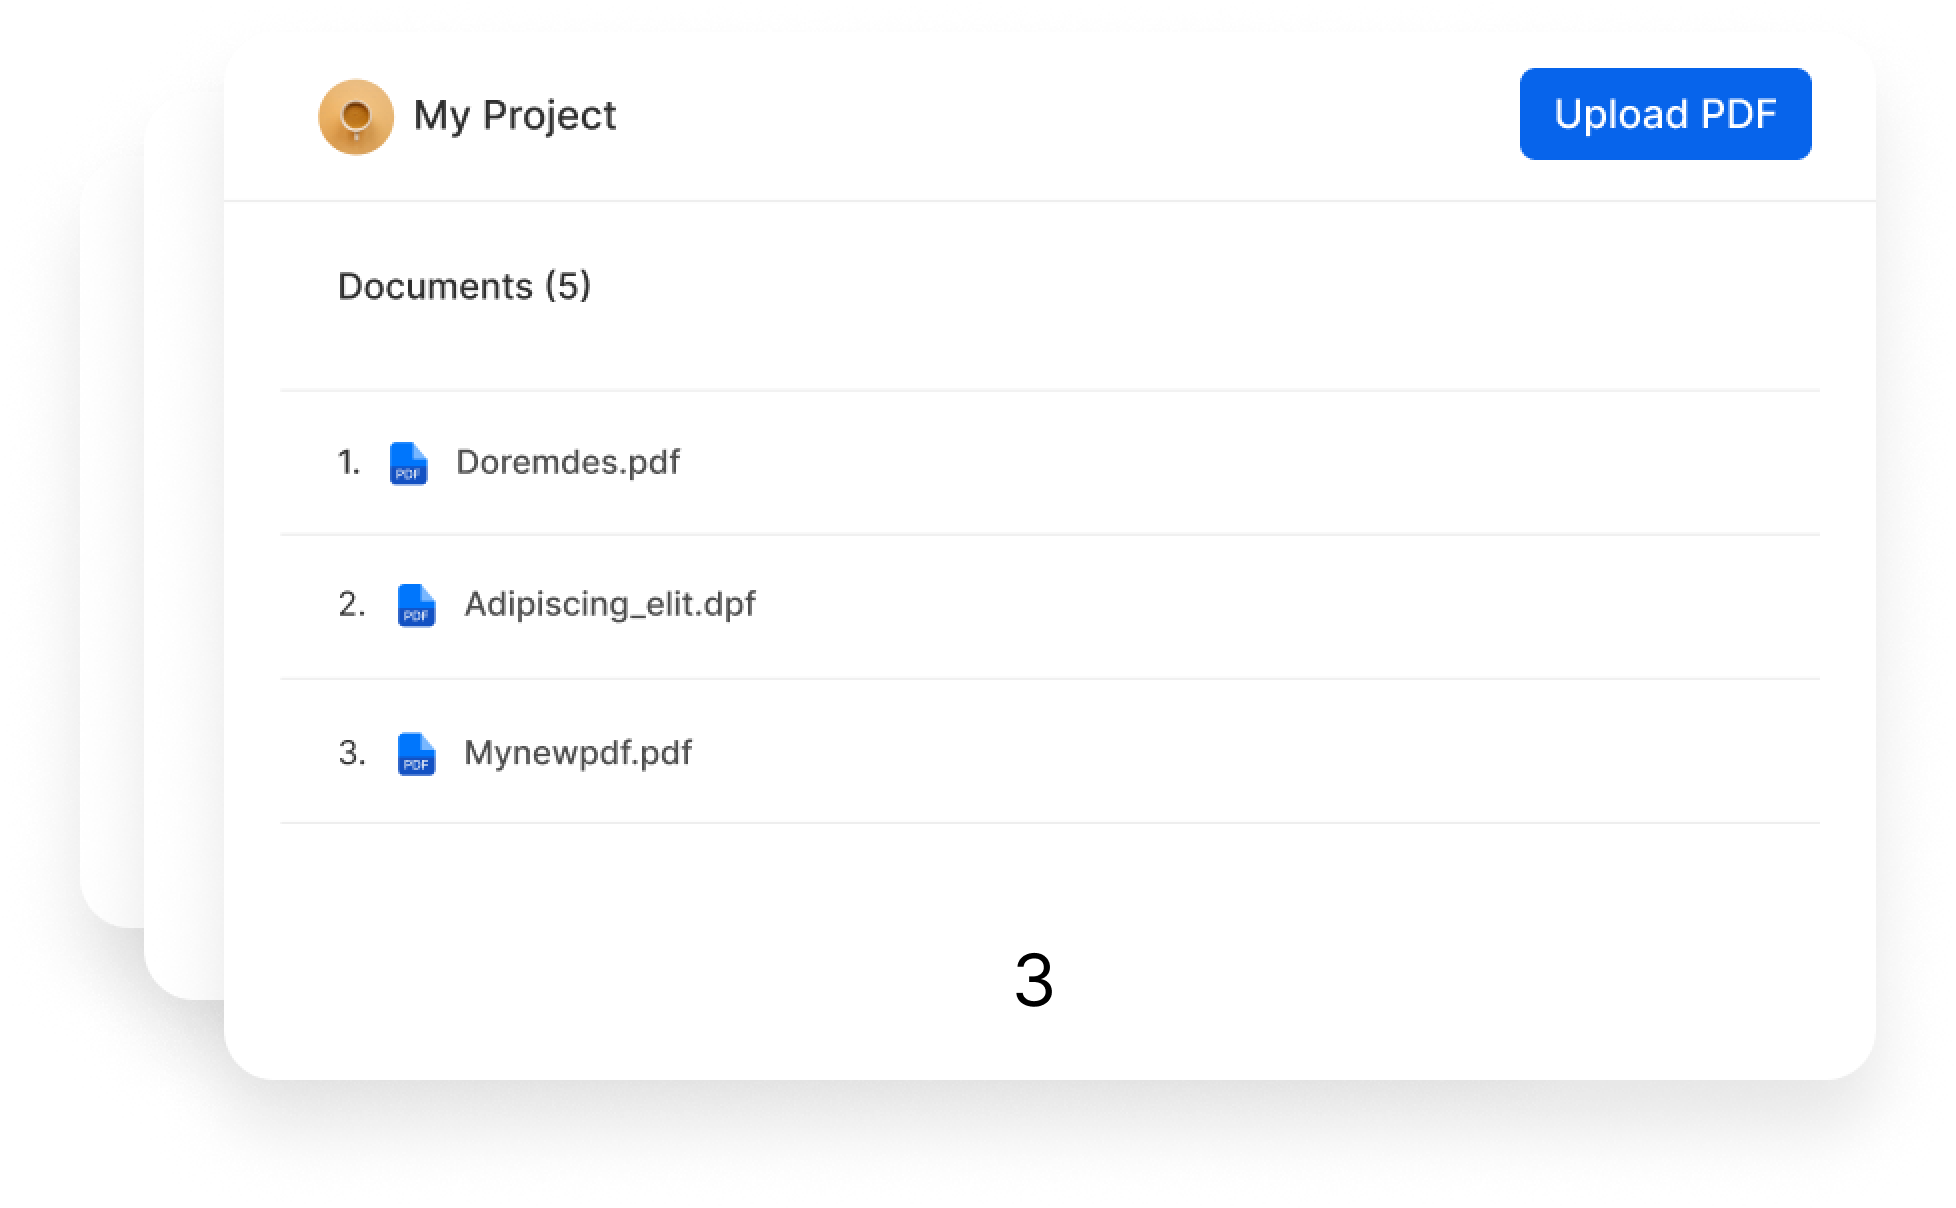 My Project
Upload PDF
Documents (5)
1. PDF Doremdes.pdf
2. PDF Adipiscing_elit.dpf
3. PDF Mynewpdf.pdf
3